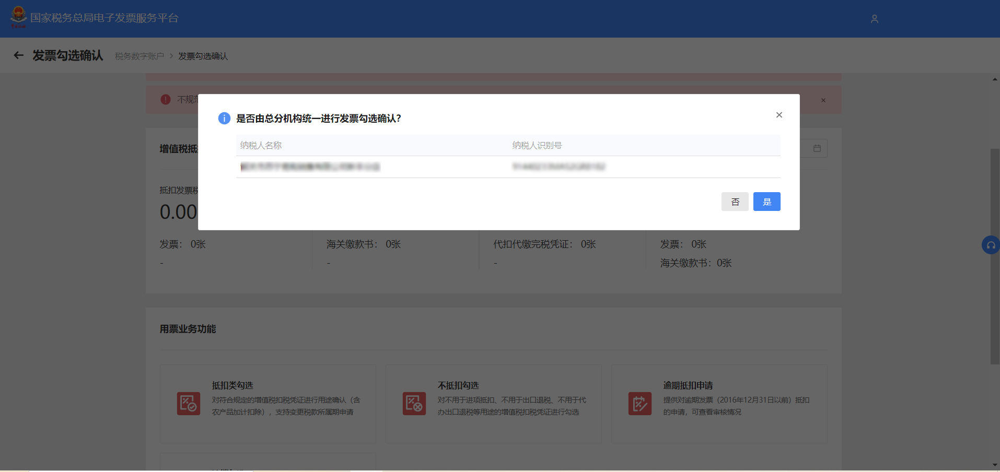 国家税务总局电子发票服务平台
发票勾选确认 税务数字账户 > 发票勾选确认
不规范
是否由总分机构统一进行发票勾选确认？
纳税人名称 纳税人识别号
否 是
增值税抵扣
抵扣发票税
0.00
发票： 0张 海关缴款书： 0张 代扣代缴完税凭证： 0张 发票： 0张
- - - 海关缴款书：0张
用票业务功能
抵扣类勾选
对符合规定的增值税扣税凭证进行用途确认（含
农产品加计扣除），支持变更税款所属期申请
不抵扣勾选
对不用于进项抵扣、不用于出口退税、不用于代
办出口退税等用途的增值税扣税凭证进行勾选
逾期抵扣申请
提供对逾期发票（2016年12月31日以前）抵扣
的申请，可查看审核情况